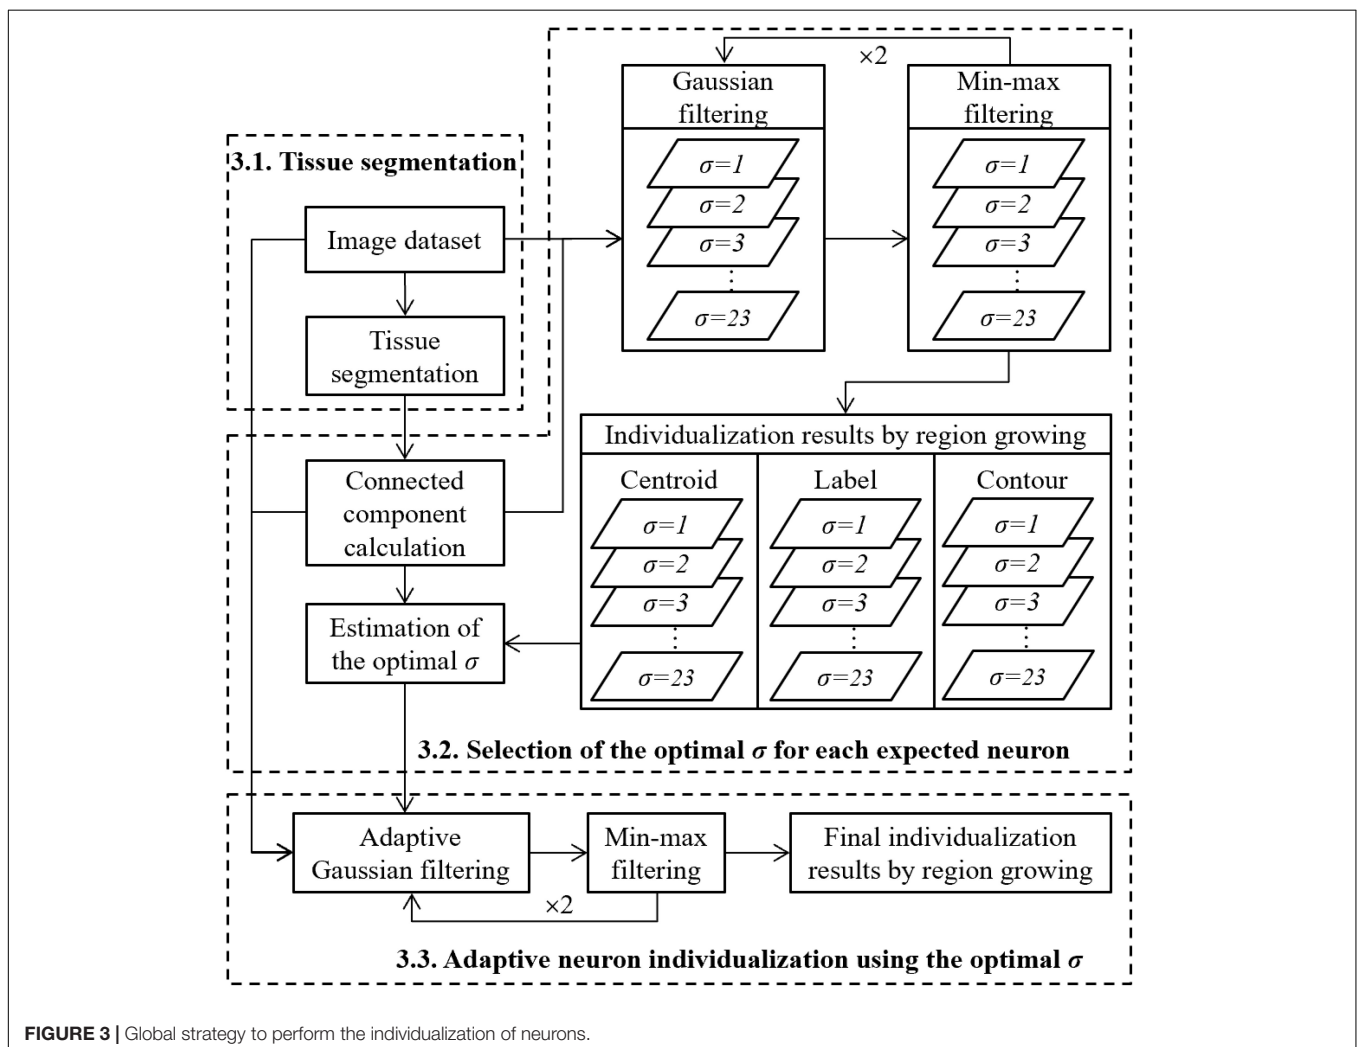 ×2
Gaussian
filtering
σ=1
σ=2
σ=3
σ=23
Min-max
filtering
σ=1
σ=2
σ=3
σ=23
3.1. Tissue segmentation
Image dataset
Tissue
segmentation
Connected
component
calculation
Estimation of
the optimal σ
Individualization results by region growing
Centroid
σ=1
σ=2
σ=3
σ=23
Label
σ=1
σ=2
σ=3
σ=23
Contour
σ=1
σ=2
σ=3
σ=23
3.2. Selection of the optimal σ for each expected neuron
Adaptive
Gaussian filtering
Min-max
filtering
Final individualization
results by region growing
×2
3.3. Adaptive neuron individualization using the optimal σ
FIGURE 3 | Global strategy to perform the individualization of neurons.